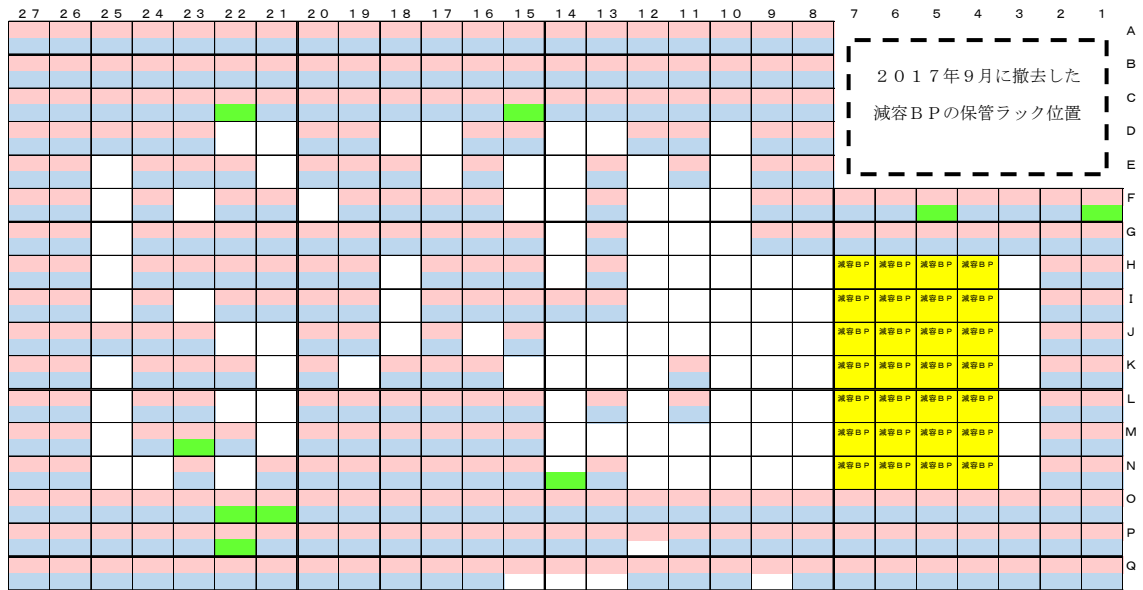 ２７ ２６ ２５ ２４ ２３ ２２ ２１ ２０ １９ １８ １７ １６ １５ １４ １３ １２ １１ １０ ９ ８ ７ ６ ５ ４ ３ ２ １
A
２０１７年９月に撤去した
減容ＢＰの保管ラック位置
B
C
D
E
F
G
減容ＢＰ 減容ＢＰ 減容ＢＰ 減容ＢＰ H
減容ＢＰ 減容ＢＰ 減容ＢＰ 減容ＢＰ I
減容ＢＰ 減容ＢＰ 減容ＢＰ 減容ＢＰ J
減容ＢＰ 減容ＢＰ 減容ＢＰ 減容ＢＰ K
減容ＢＰ 減容ＢＰ 減容ＢＰ 減容ＢＰ L
減容ＢＰ 減容ＢＰ 減容ＢＰ 減容ＢＰ M
減容ＢＰ 減容ＢＰ 減容ＢＰ 減容ＢＰ N
O
P
Q